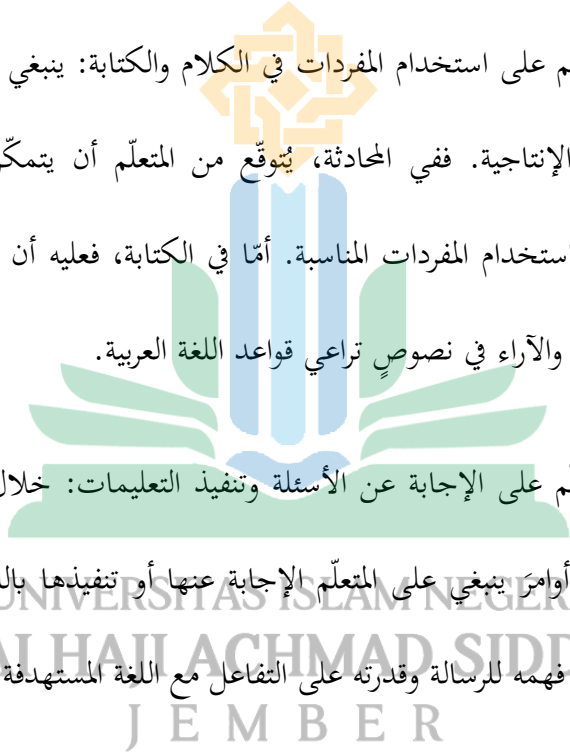 م على استخدام المفردات في الكلام والكتابة: ينبغي
الإنتاجية. ففي المحادثة، يُتوقّع من المتعلّم أن يتمكّ
ستخدام المفردات المناسبة. أمّا في الكتابة، فعليه أن
والآراء في نصوصٍ تراعي قواعد اللغة العربية.
م على الإجابة عن الأسئلة وتنفيذ التعليمات: خلال
أوامرَ ينبغي على المتعلّم الإجابة عنها أو تنفيذها بال
UNIVERSITAS ISLAM NEGER
AI HAJI ACHMAD SIDD
فهمه للرسالة وقدرته على التفاعل مع اللغة المستهدفة
JEMBER